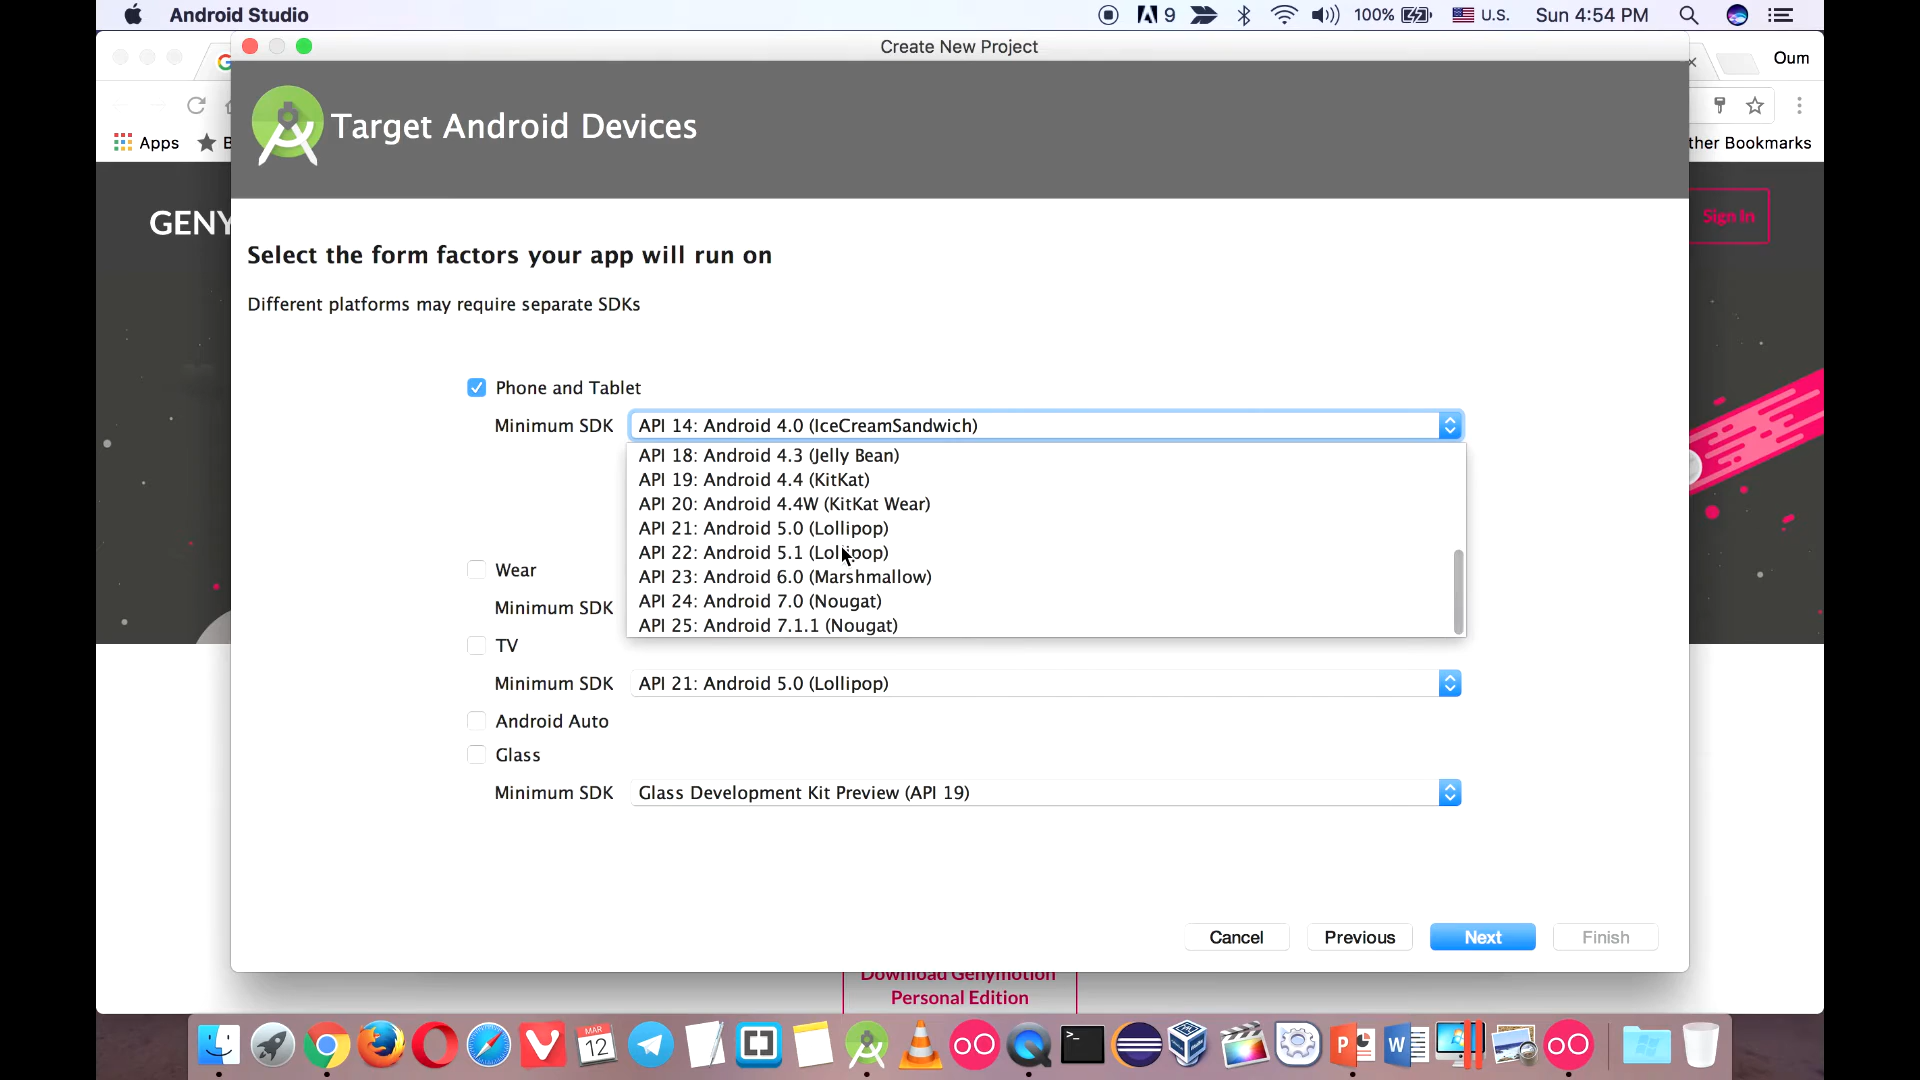 Android Studio
9
100%
U.S.
Sun 4:54 PM
Create New Project
Oum
Apps
B
ther Bookmarks
Target Android Devices
GENY
Sign In
Select the form factors your app will run on
Different platforms may require separate SDKs
Phone and Tablet
Minimum SDK
API 14: Android 4.0 (IceCreamSandwich)
API 18: Android 4.3 (Jelly Bean)
API 19: Android 4.4 (KitKat)
API 20: Android 4.4W (KitKat Wear)
API 21: Android 5.0 (Lollipop)
API 22: Android 5.1 (Lollipop)
API 23: Android 6.0 (Marshmallow)
API 24: Android 7.0 (Nougat)
API 25: Android 7.1.1 (Nougat)
Wear
Minimum SDK
TV
Minimum SDK
API 21: Android 5.0 (Lollipop)
Android Auto
Glass
Minimum SDK
Glass Development Kit Preview (API 19)
Cancel
Previous
Next
Finish
Download Genymotion
Personal Edition
MAR
12